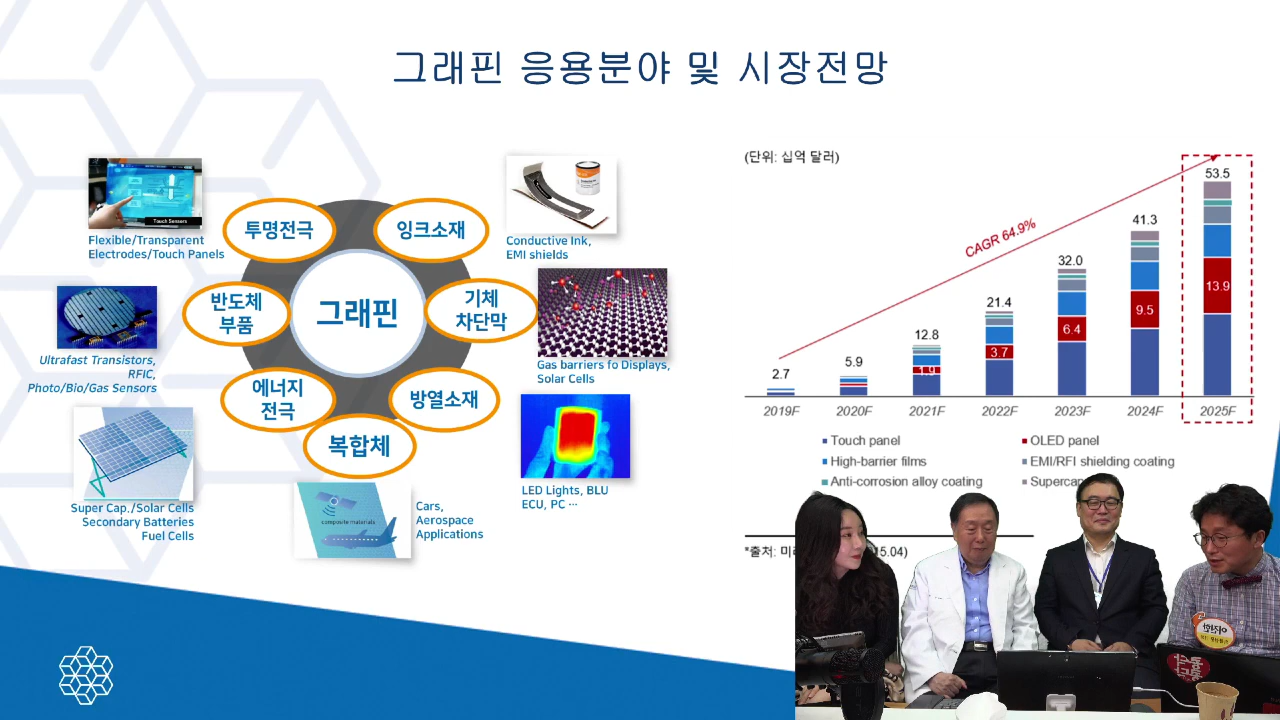 그래핀 응용분야 및 시장전망
Touch Sensors
Flexible/Transparent
Electrodes/Touch Panels
투명전극
잉크소재
Conductive Ink,
EMI shields
반도체
부품
그래핀
기체
차단막
Ultrafast Transistors,
RFIC,
Photo/Bio/Gas Sensors
Gas barriers fo Displays,
Solar Cells
에너지
전극
방열소재
복합체
Super Cap./Solar Cells
Secondary Batteries
Fuel Cells
composite materials
Cars,
Aerospace
Applications
LED Lights, BLU
ECU, PC ···
(단위: 십억 달러)
CAGR 64.9%
2.7
5.9
12.8
21.4
32.0
41.3
53.5
1.9
3.7
6.4
9.5
13.9
2019F 2020F 2021F 2022F 2023F 2024F 2025F
Touch panel
OLED panel
High-barrier films
EMI/RFI shielding coating
Anti-corrosion alloy coating
Supercap
*출처: 미래
15.04)